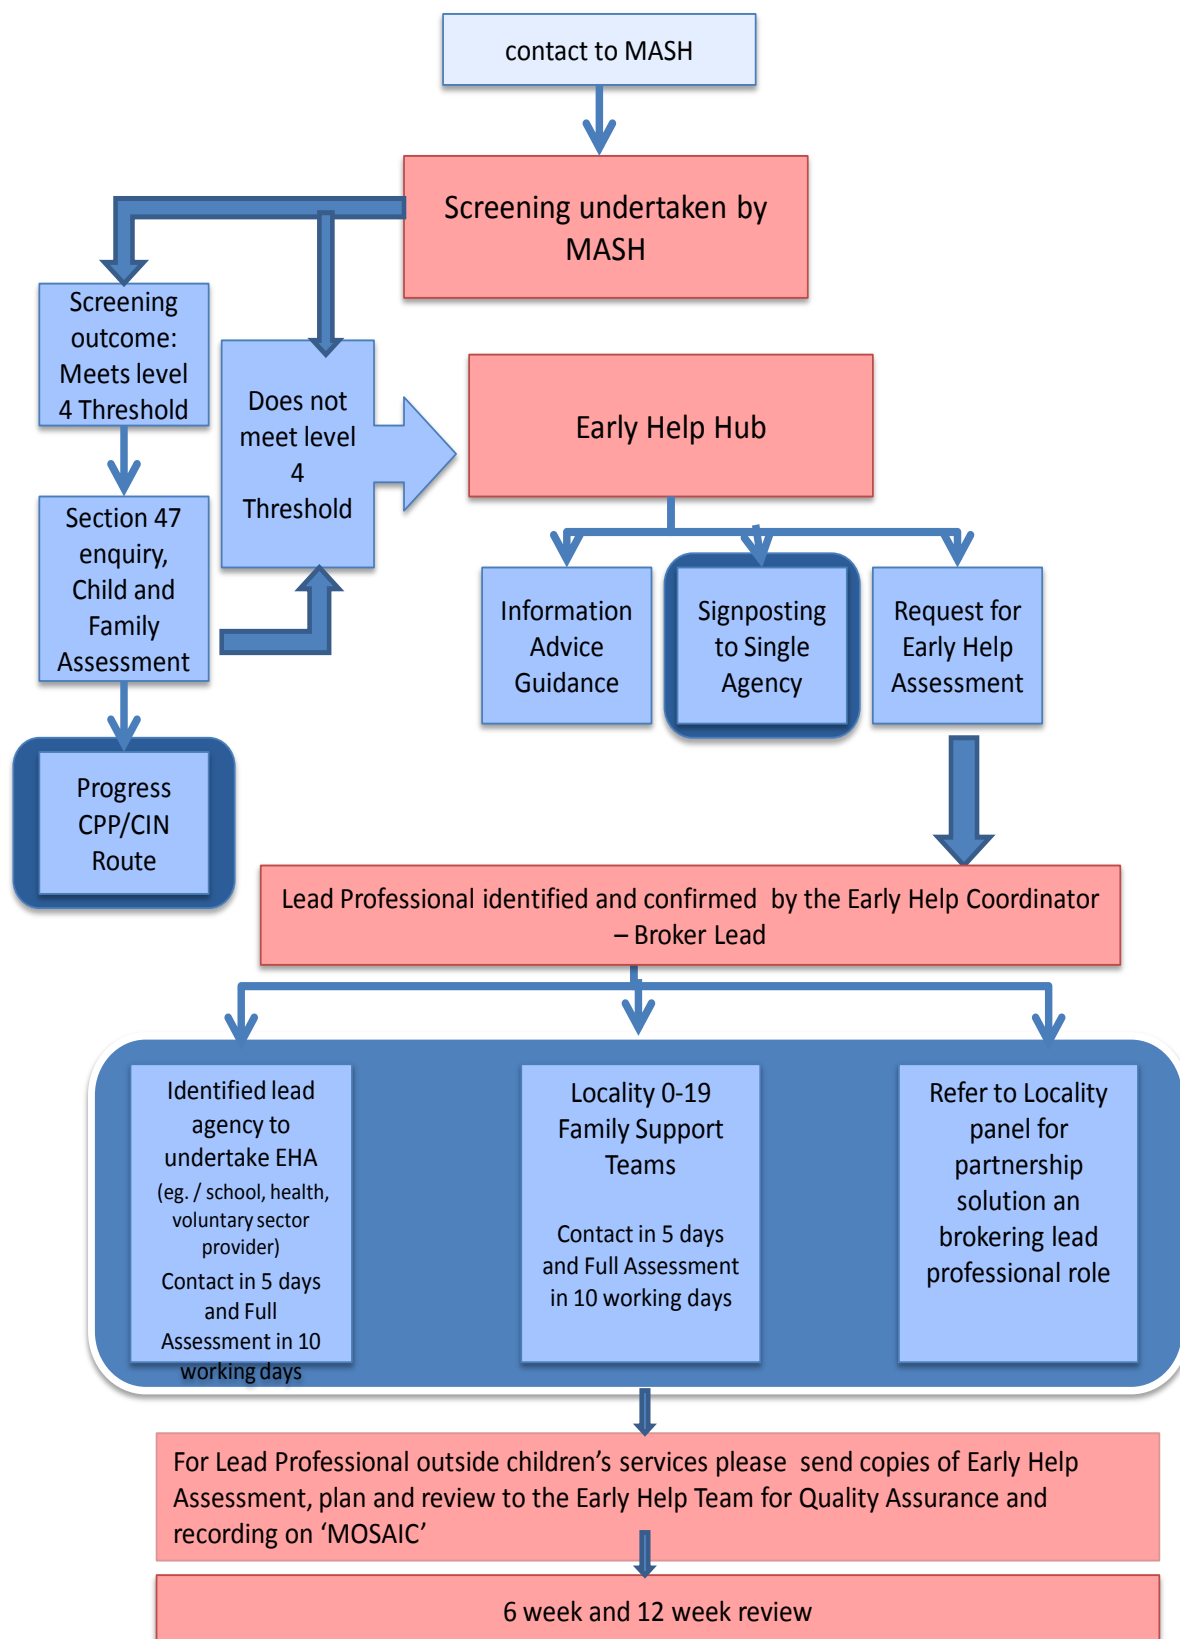 contact to MASH
Screening undertaken by
MASH
Screening
outcome:
Meets level
4 Threshold
Does not
meet level
4
Threshold
Early Help Hub
Section 47
enquiry,
Child and
Family
Assessment
Information
Advice
Guidance
Signposting
to Single
Agency
Request for
Early Help
Assessment
Progress
CPP/CIN
Route
Lead Professional identified and confirmed by the Early Help Coordinator
– Broker Lead
Identified lead
agency to
undertake EHA
(eg. / school, health,
voluntary sector
provider)
Contact in 5 days
and Full
Assessment in 10
working days
Locality 0-19
Family Support
Teams
Contact in 5 days
and Full Assessment
in 10 working days
Refer to Locality
panel for
partnership
solution an
brokering lead
professional role
For Lead Professional outside children’s services please send copies of Early Help
Assessment, plan and review to the Early Help Team for Quality Assurance and
recording on ‘MOSAIC’
6 week and 12 week review